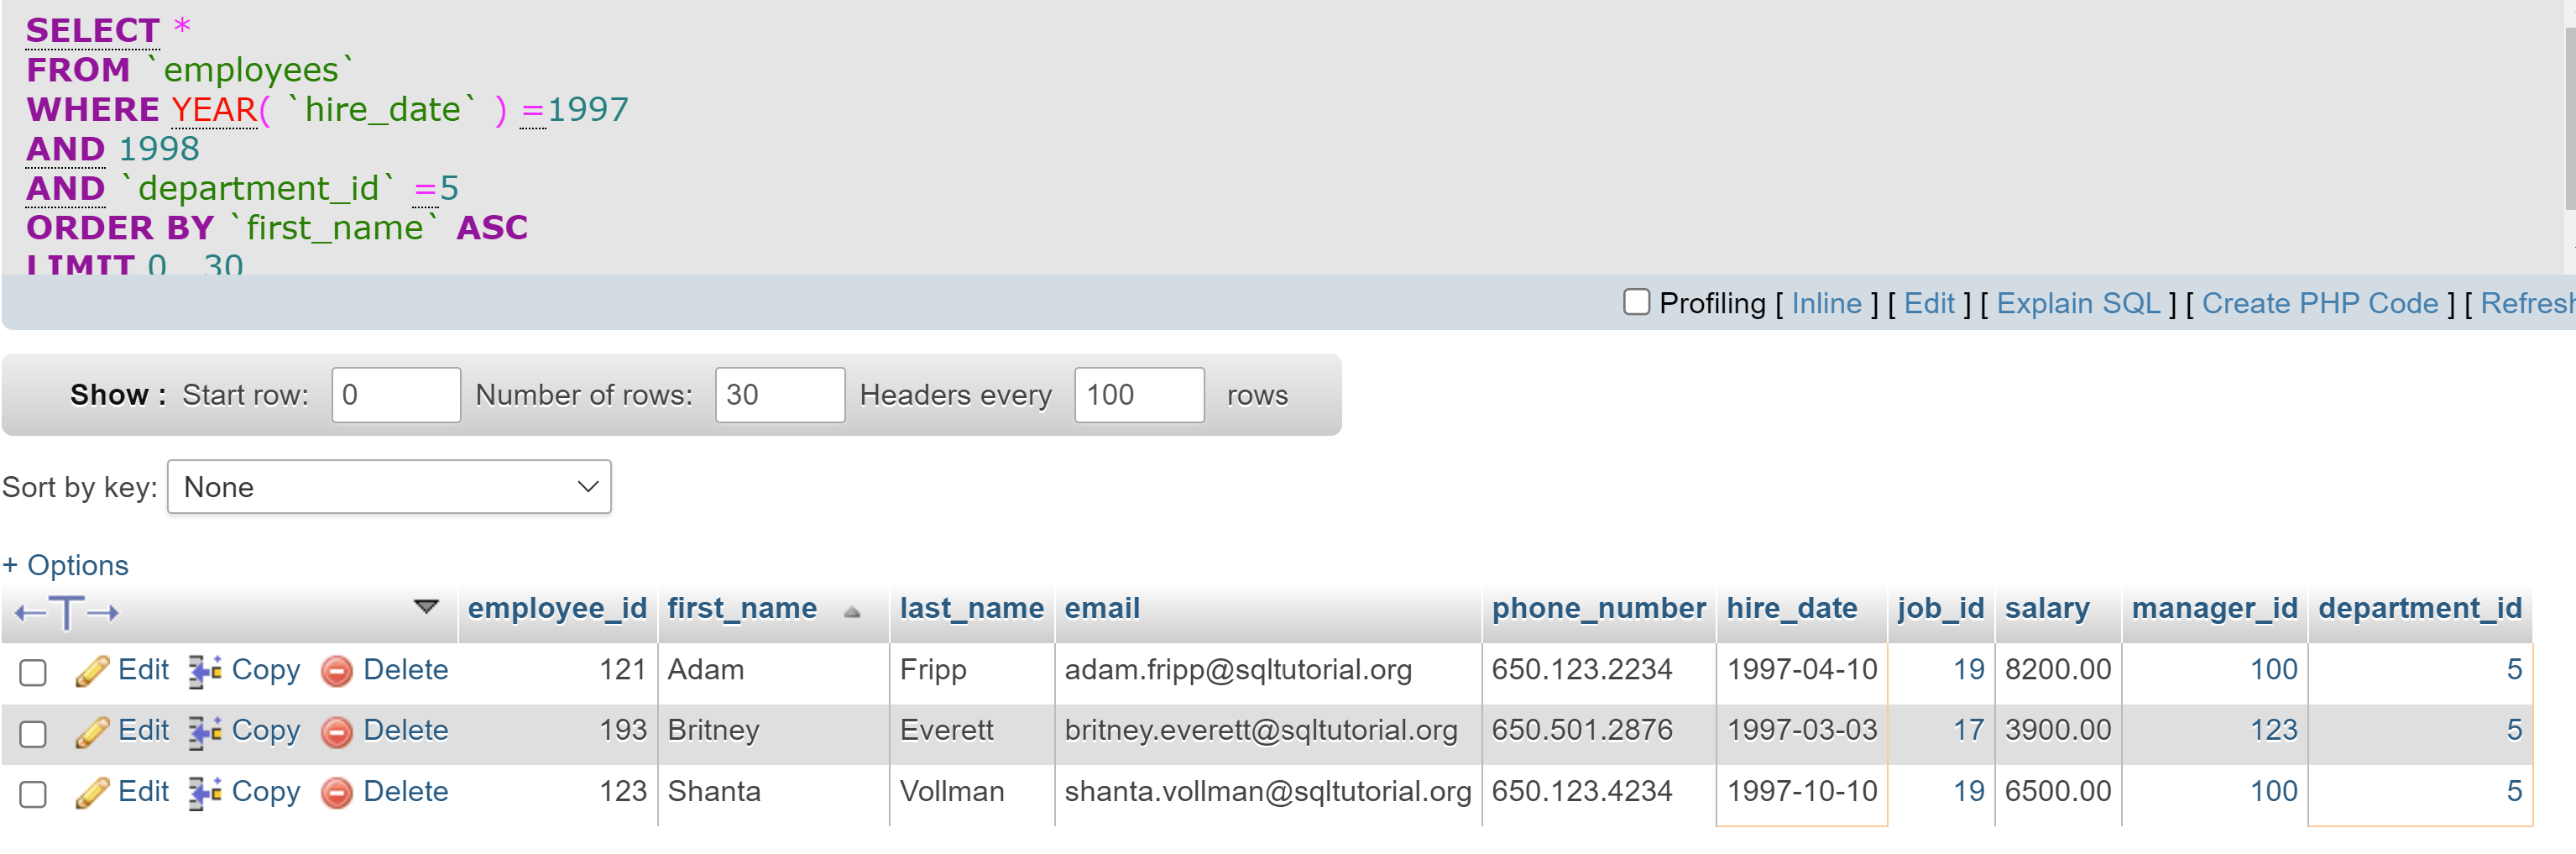 SELECT *
FROM `employees`
WHERE YEAR( `hire_date` ) =1997
AND 1998
AND `department_id` =5
ORDER BY `first_name` ASC
LIMIT 0 , 30
Profiling [ Inline ] [ Edit ] [ Explain SQL ] [ Create PHP Code ] [ Refresh
Show : Start row: 0 Number of rows: 30 Headers every 100 rows
Sort by key: None
+ Options
←T→ employee_id first_name last_name email phone_number hire_date job_id salary manager_id department_id
Edit Copy Delete 121 Adam Fripp adam.fripp@sqltutorial.org 650.123.2234 1997-04-10 19 8200.00 100 5
Edit Copy Delete 193 Britney Everett britney.everett@sqltutorial.org 650.501.2876 1997-03-03 17 3900.00 123 5
Edit Copy Delete 123 Shanta Vollman shanta.vollman@sqltutorial.org 650.123.4234 1997-10-10 19 6500.00 100 5